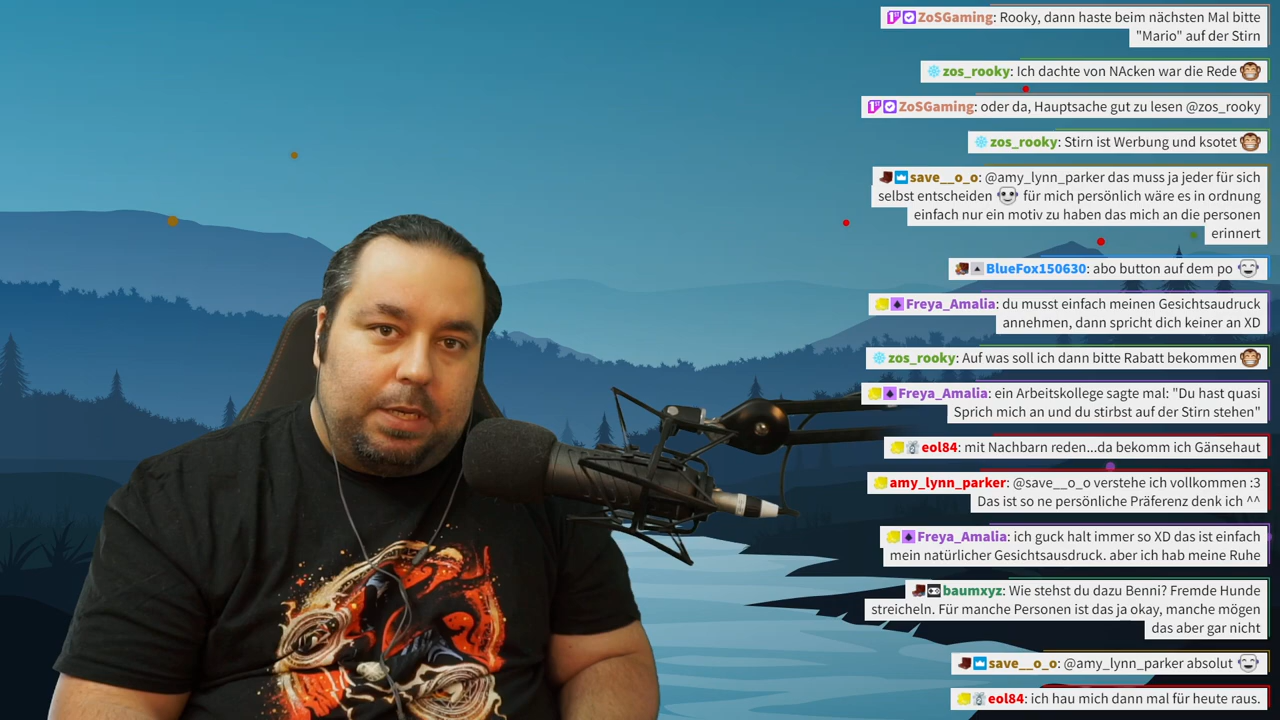 ZoSGaming: Rooky, dann haste beim nächsten Mal bitte
"Mario" auf der Stirn
zos_rooky: Ich dachte von NAcken war die Rede
ZoSGaming: oder da, Hauptsache gut zu lesen @zos_rooky
zos_rooky: Stirn ist Werbung und ksotet
save__o_o: @amy_lynn_parker das muss ja jeder für sich
selbst entscheiden für mich persönlich wäre es in ordnung
einfach nur ein motiv zu haben das mich an die personen
erinnert
BlueFox150630: abo button auf dem po
Freya_Amalia: du musst einfach meinen Gesichtsaudruck
annehmen, dann spricht dich keiner an XD
zos_rooky: Auf was soll ich dann bitte Rabatt bekommen
Freya_Amalia: ein Arbeitskollege sagte mal: "Du hast quasi
Sprich mich an und du stirbst auf der Stirn stehen"
eol84: mit Nachbarn reden...da bekomm ich Gänsehaut
amy_lynn_parker: @save__o_o verstehe ich vollkommen :3
Das ist so ne persönliche Präferenz denk ich ^^
Freya_Amalia: ich guck halt immer so XD das ist einfach
mein natürlicher Gesichtsausdruck. aber ich hab meine Ruhe
baumxyz: Wie stehst du dazu Benni? Fremde Hunde
streicheln. Für manche Personen ist das ja okay, manche mögen
das aber gar nicht
save__o_o: @amy_lynn_parker absolut
eol84: ich hau mich dann mal für heute raus.